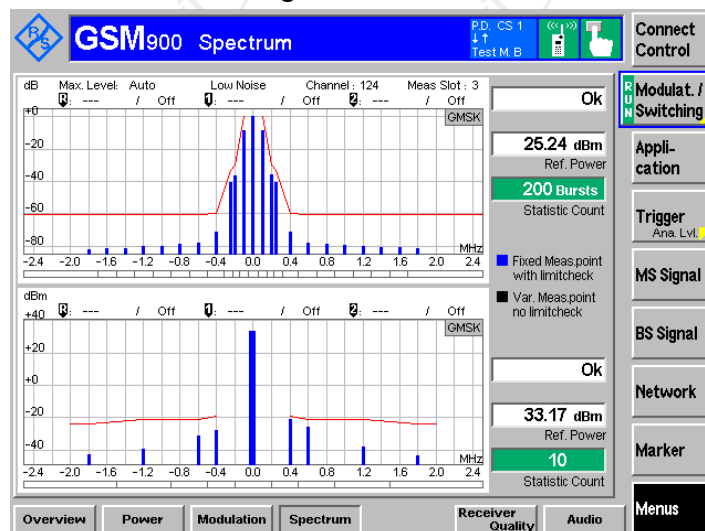 R/S
GSM900 Spectrum
P.D. CS 1
Test M. B
Connect
Control
dB Max. Level: Auto Low Noise Channel : 124 Meas Slot : 3
R: --- / Off 1: --- / Off 2: --- / Off
GMSK
+0
-20
-40
-60
-80
MHz
-2.4 -2.0 -1.6 -1.2 -0.8 -0.4 0.0 0.4 0.8 1.2 1.6 2.0 2.4
Ok
25.24 dBm
Ref. Power
200 Bursts
Statistic Count
Fixed Meas.point
with limitcheck
Var. Meas.point
no limitcheck
dBm
R: --- / Off 1: --- / Off 2: --- / Off
GMSK
+40
+20
+0
-20
-40
MHz
-2.4 -2.0 -1.6 -1.2 -0.8 -0.4 0.0 0.4 0.8 1.2 1.6 2.0 2.4
Ok
33.17 dBm
Ref. Power
10
Statistic Count
RUN
Modulat. /
Switching
Appli-
cation
Trigger
Ana. Lvl.
MS Signal
BS Signal
Network
Marker
Menus
Overview Power Modulation Spectrum Receiver
Quality Audio